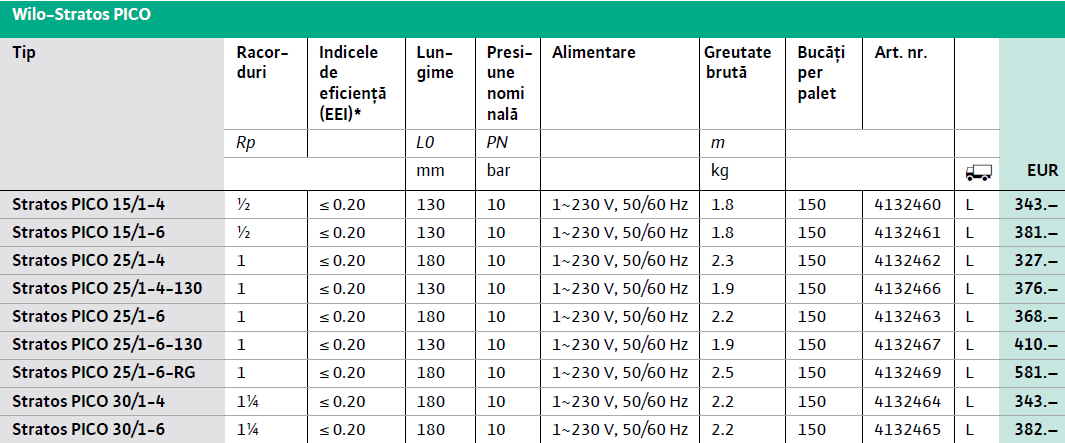 Wilo-Stratos PICO
Tip Racor- Indicele Lun- Presi- Alimentare Greutate Bucăți Art. nr.
duri de gime une brută per
eficiență nomi palet
(EEI)* nală
Rp L0 PN m
mm bar kg EUR
Stratos PICO 15/1-4 ½ ≤ 0.20 130 10 1~230 V, 50/60 Hz 1.8 150 4132460 L 343.–
Stratos PICO 15/1-6 ½ ≤ 0.20 130 10 1~230 V, 50/60 Hz 1.8 150 4132461 L 381.–
Stratos PICO 25/1-4 1 ≤ 0.20 180 10 1~230 V, 50/60 Hz 2.3 150 4132462 L 327.–
Stratos PICO 25/1-4-130 1 ≤ 0.20 130 10 1~230 V, 50/60 Hz 1.9 150 4132466 L 376.–
Stratos PICO 25/1-6 1 ≤ 0.20 180 10 1~230 V, 50/60 Hz 2.2 150 4132463 L 368.–
Stratos PICO 25/1-6-130 1 ≤ 0.20 130 10 1~230 V, 50/60 Hz 1.9 150 4132467 L 410.–
Stratos PICO 25/1-6-RG 1 ≤ 0.20 180 10 1~230 V, 50/60 Hz 2.5 150 4132469 L 581.–
Stratos PICO 30/1-4 1¼ ≤ 0.20 180 10 1~230 V, 50/60 Hz 2.2 150 4132464 L 343.–
Stratos PICO 30/1-6 1¼ ≤ 0.20 180 10 1~230 V, 50/60 Hz 2.2 150 4132465 L 382.–